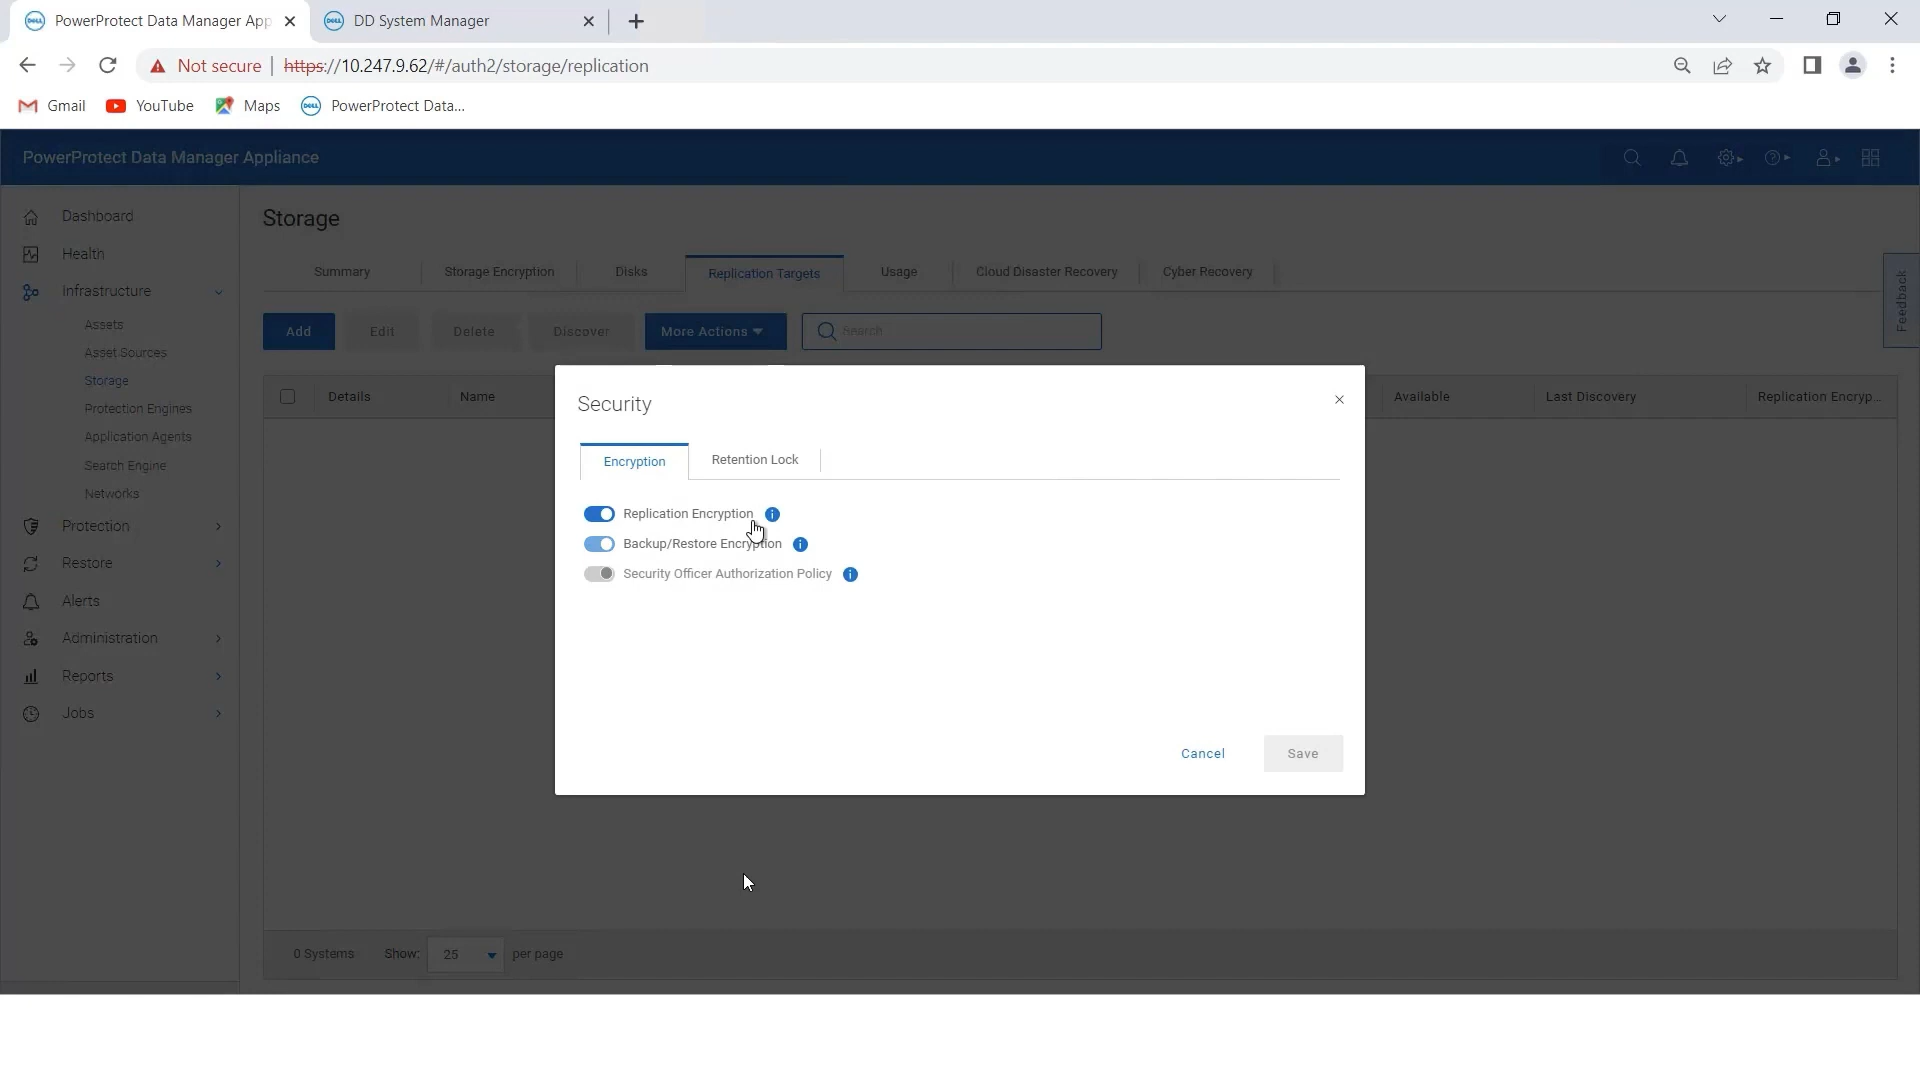 PowerProtect Data Manager App
DD System Manager
Not secure
https://10.247.9.62/#/auth2/storage/replication
Gmail
YouTube
Maps
PowerProtect Data...
PowerProtect Data Manager Appliance
Dashboard
Health
Infrastructure
Assets
Asset Sources
Storage
Protection Engines
Application Agents
Search Engine
Networks
Protection
Restore
Alerts
Administration
Reports
Jobs
Storage
Summary
Storage Encryption
Disks
Replication Targets
Usage
Cloud Disaster Recovery
Cyber Recovery
Feedback
Add
Edit
Delete
Discover
More Actions
Search
Details
Name
Available
Last Discovery
Replication Encryp...
Security
Encryption
Retention Lock
Replication Encryption
Backup/Restore Encryption
Security Officer Authorization Policy
Cancel
Save
0 Systems
Show:
25
per page